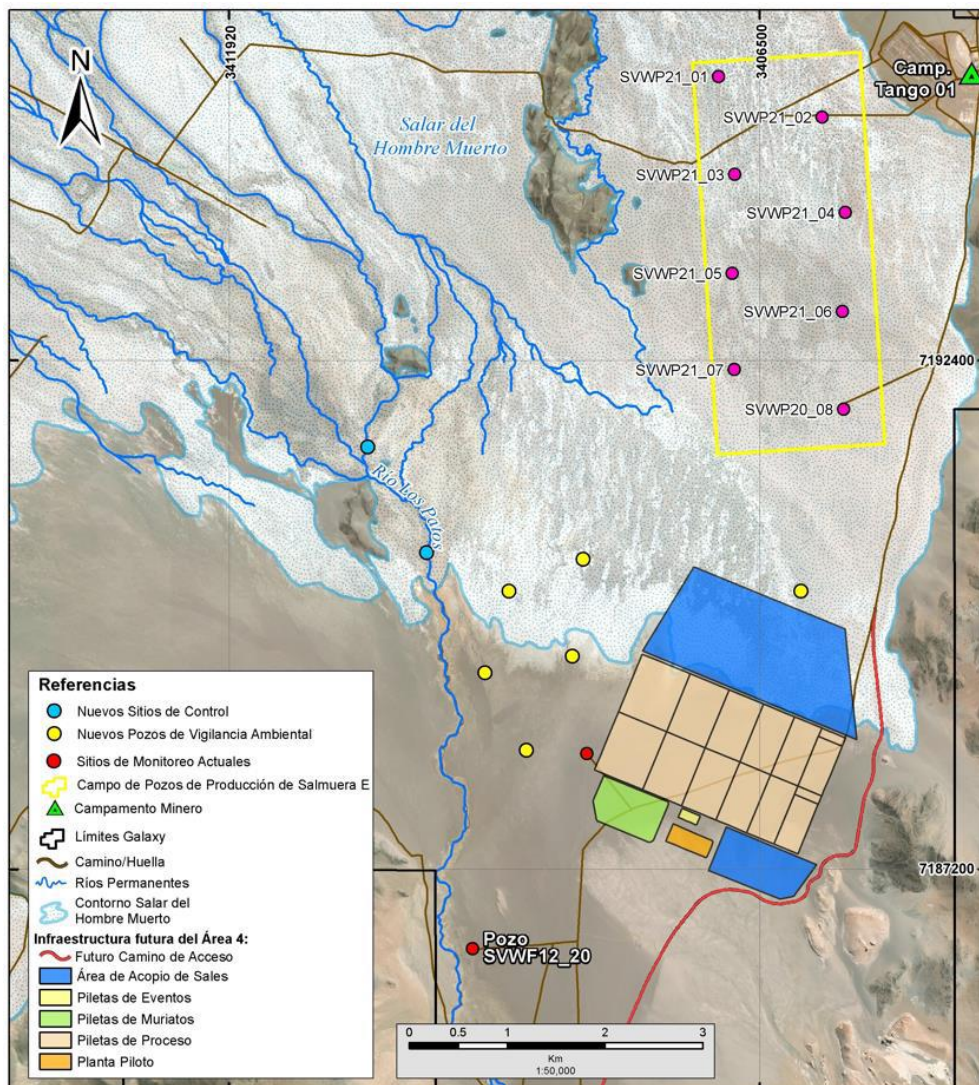 3411920
3406500
N
Camp.
Tango 01
SVWP21_01
SVWP21_02
Salar del
Hombre Muerto
SVWP21_03
SVWP21_04
SVWP21_05
SVWP21_06
7192400
SVWP21_07
SVWP20_08
Río Los Patos
Referencias
Nuevos Sitios de Control
Nuevos Pozos de Vigilancia Ambiental
Sitios de Monitoreo Actuales
Campo de Pozos de Producción de Salmuera E
Campamento Minero
Límites Galaxy
Camino/Huella
Ríos Permanentes
Contorno Salar del
Hombre Muerto
Infraestructura futura del Área 4:
Futuro Camino de Acceso
Área de Acopio de Sales
Piletas de Eventos
Piletas de Muriatos
Piletas de Proceso
Planta Piloto
7187200
Pozo
SVWF12_20
0 0.5 1 2 3
Km
1:50,000